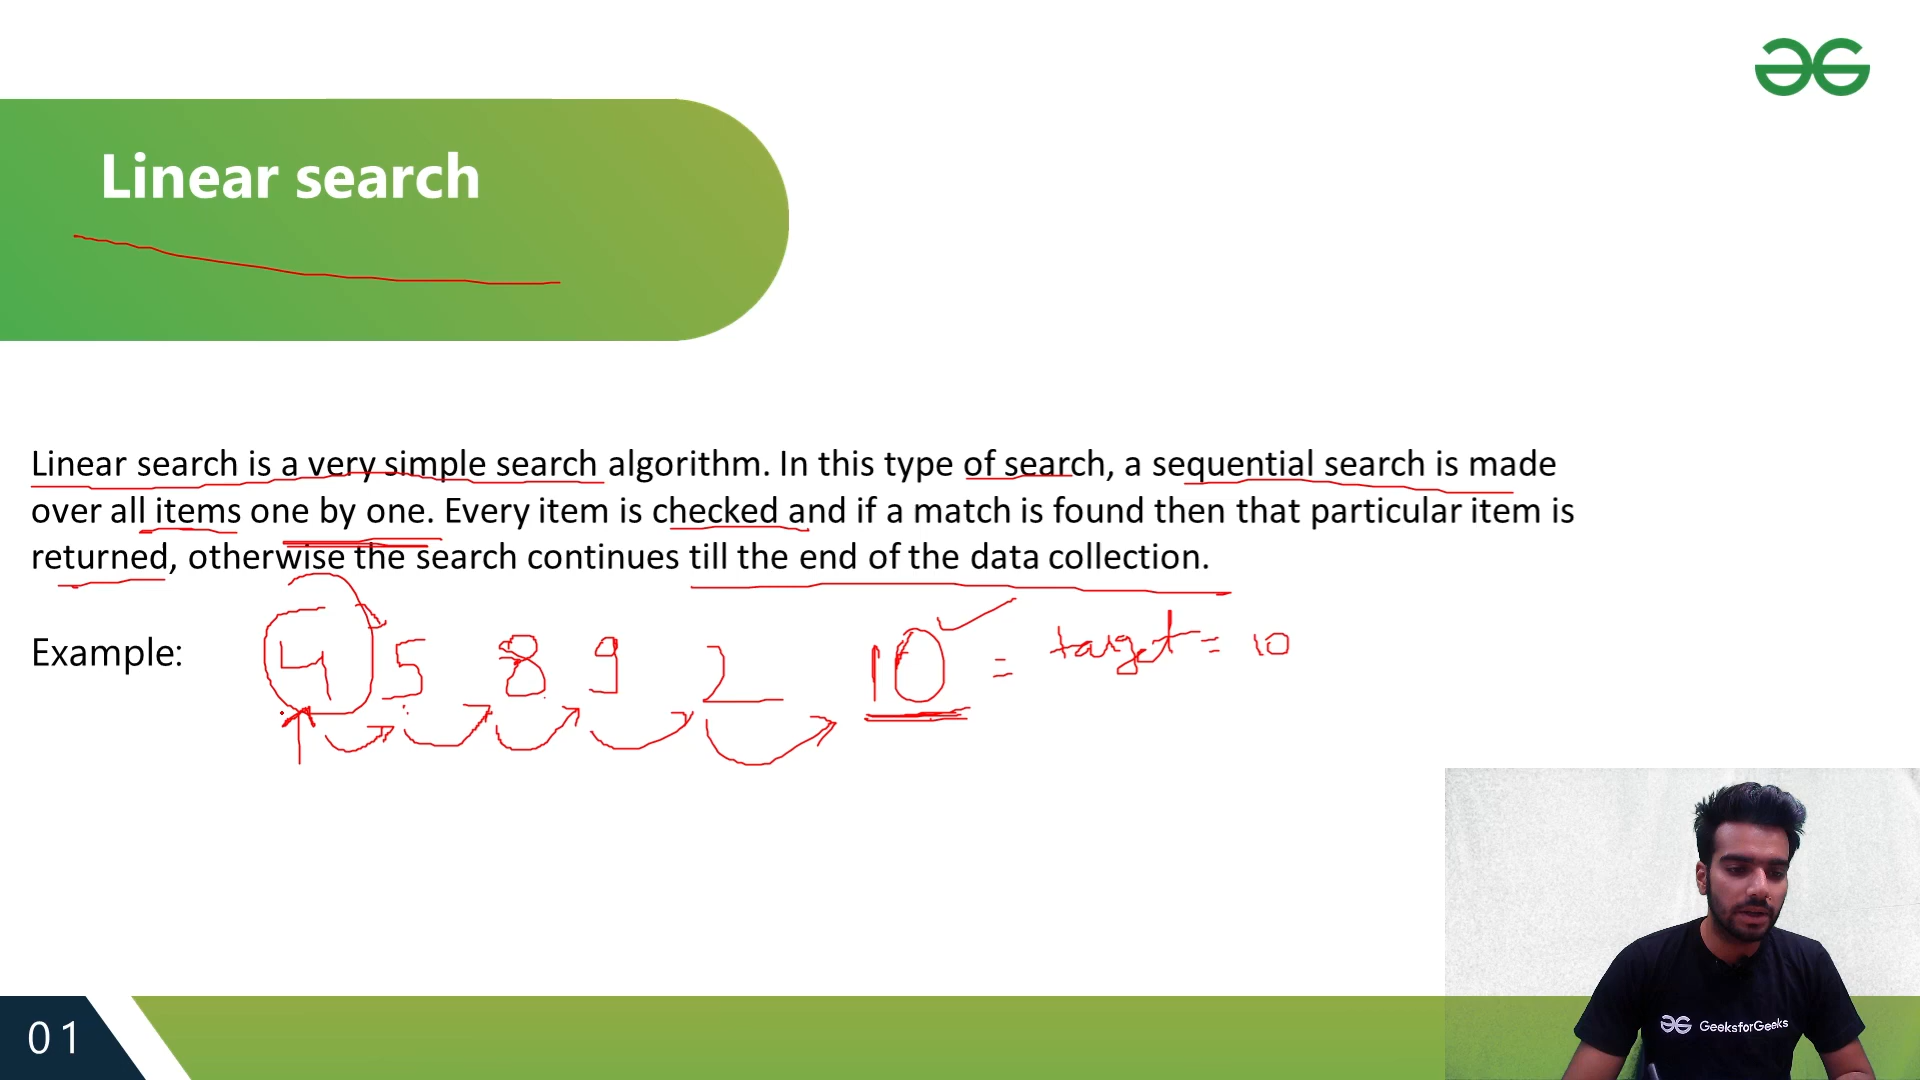 Linear search
Linear search is a very simple search algorithm. In this type of search, a sequential search is made
over all items one by one. Every item is checked and if a match is found then that particular item is
returned, otherwise the search continues till the end of the data collection.
Example: 4 5 8 9 2 10 = target = 10
GeeksforGeeks
01